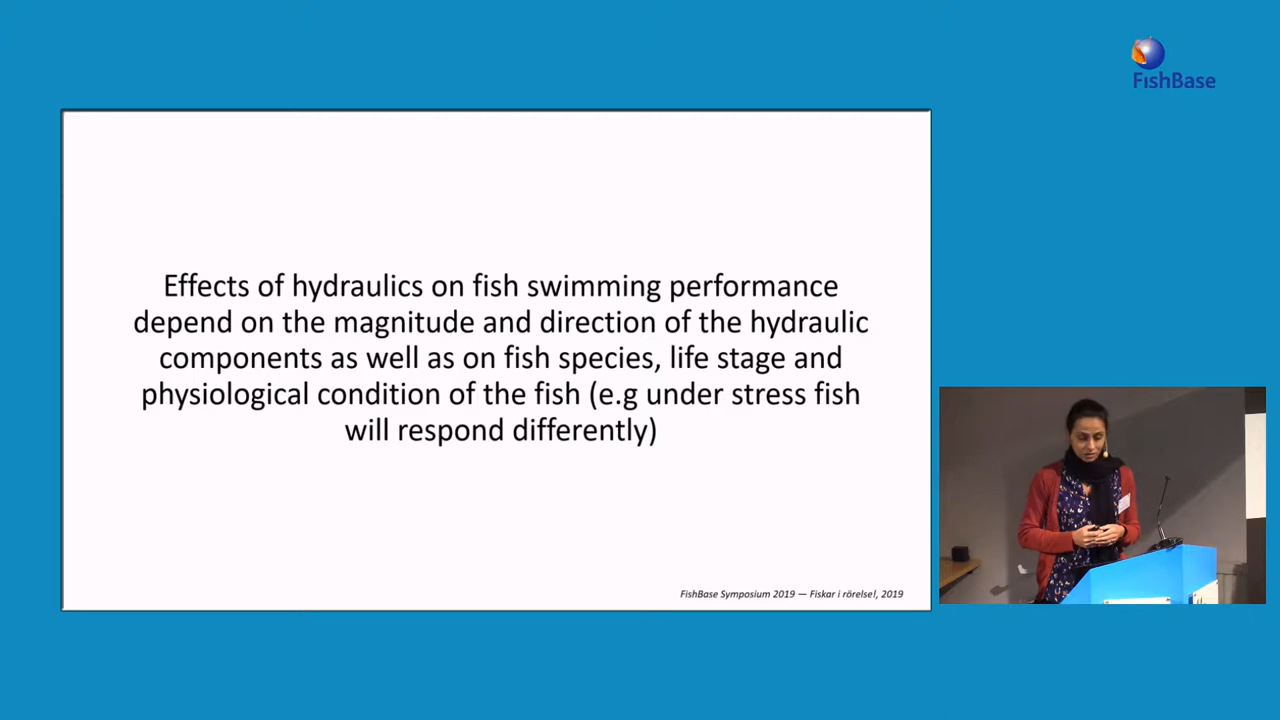 FishBase
Effects of hydraulics on fish swimming performance
depend on the magnitude and direction of the hydraulic
components as well as on fish species, life stage and
physiological condition of the fish (e.g under stress fish
will respond differently)
FishBase Symposium 2019 — Fiskar i rörelse!, 2019